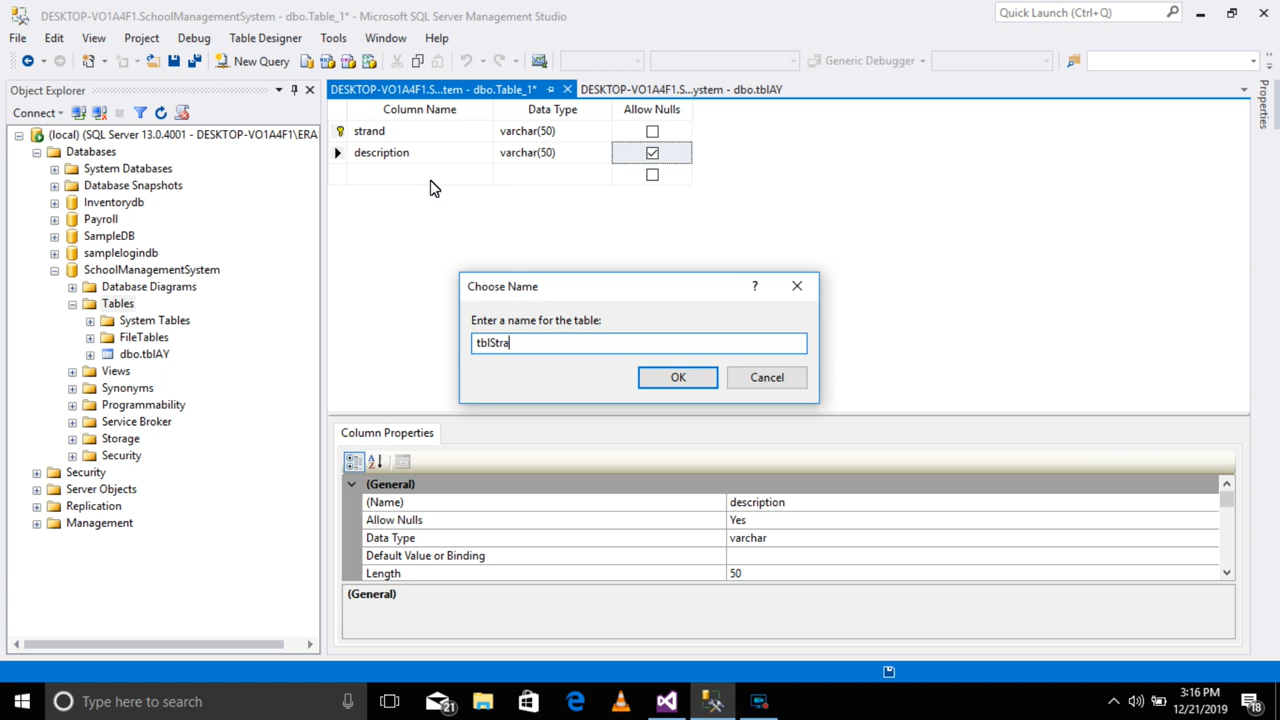 DESKTOP-VO1A4F1.SchoolManagementSystem - dbo.Table_1* - Microsoft SQL Server Management Studio
Quick Launch (Ctrl+Q)
File Edit View Project Debug Table Designer Tools Window Help
New Query
Generic Debugger
Object Explorer
DESKTOP-VO1A4F1.S...tem - dbo.Table_1*
DESKTOP-VO1A4F1.S...ystem - dbo.tblAY
Properties
Connect
Column Name Data Type Allow Nulls
(local) (SQL Server 13.0.4001 - DESKTOP-VO1A4F1\ERA
strand varchar(50)
description varchar(50)
Databases
System Databases
Database Snapshots
Inventorydb
Payroll
SampleDB
samplelogindb
SchoolManagementSystem
Database Diagrams
Tables
System Tables
FileTables
dbo.tblAY
Views
Synonyms
Programmability
Service Broker
Storage
Security
Security
Server Objects
Replication
Management
Choose Name
?
Enter a name for the table:
tblStra
OK Cancel
Column Properties
(General)
(Name) description
Allow Nulls Yes
Data Type varchar
Default Value or Binding
Length 50
(General)
Type here to search
21
3:16 PM
12/21/2019
18